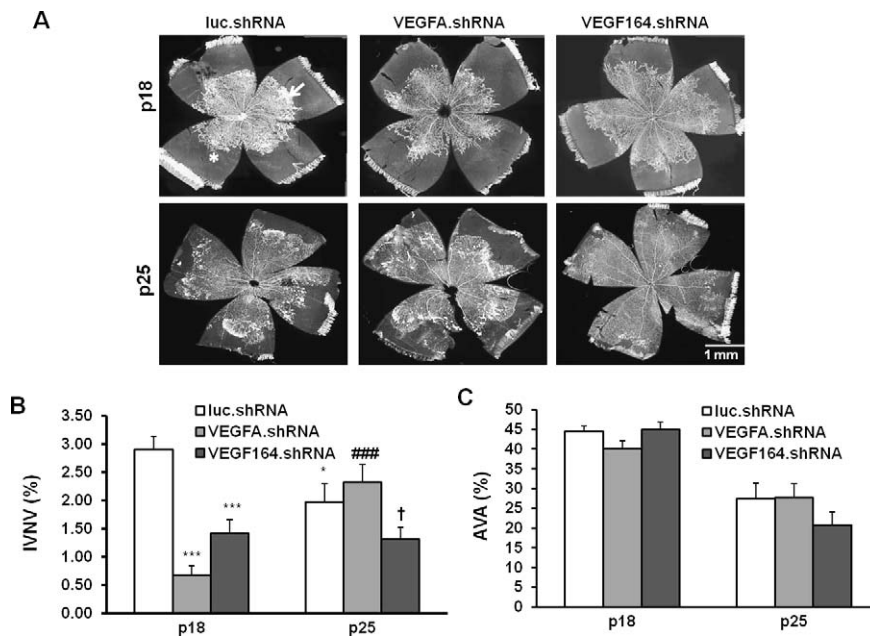 A
luc.shRNA VEGFA.shRNA VEGF164.shRNA
p18
*
p25
1 mm
B
3.50
3.00
2.50
2.00
1.50
1.00
0.50
0.00
IVNV (%)
luc.shRNA
VEGFA.shRNA
VEGF164.shRNA
***
***
*
###
†
p18 p25
C
50
45
40
35
30
25
20
15
10
5
0
AVA (%)
luc.shRNA
VEGFA.shRNA
VEGF164.shRNA
p18 p25